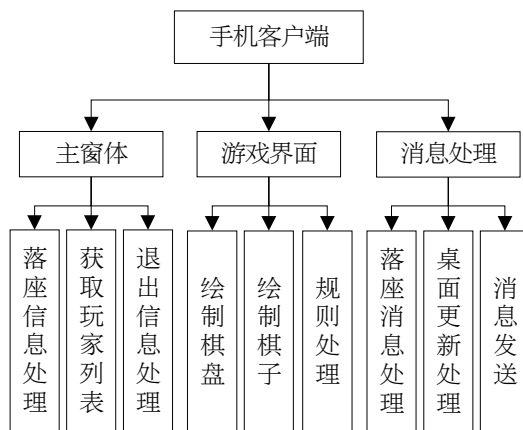 手机客户端
主窗体
游戏界面
消息处理
落座信息处理
获取玩家列表
退出信息处理
绘制棋盘
绘制棋子
规则处理
落座消息处理
桌面更新处理
消息发送